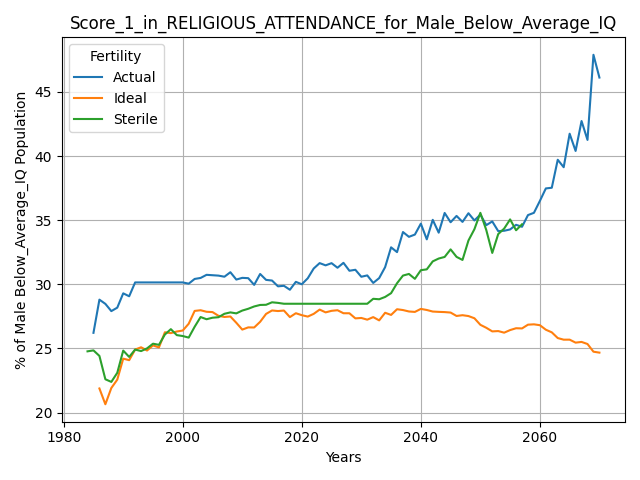 Score_1_in_RELIGIOUS_ATTENDANCE_for_Male_Below_Average_IQ
Fertility
Actual
Ideal
Sterile
% of Male Below_Average_IQ Population
45
40
35
30
25
20
1980
2000
2020
2040
2060
Years